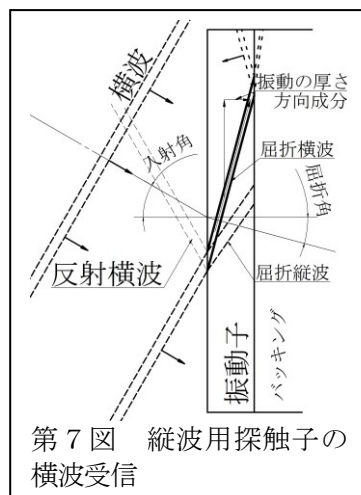 横波
振動の厚さ
方向成分
入射角
屈折横波
屈折角
反射横波
屈折縦波
振動子
バッキング
第7図 縦波用探触子の
横波受信